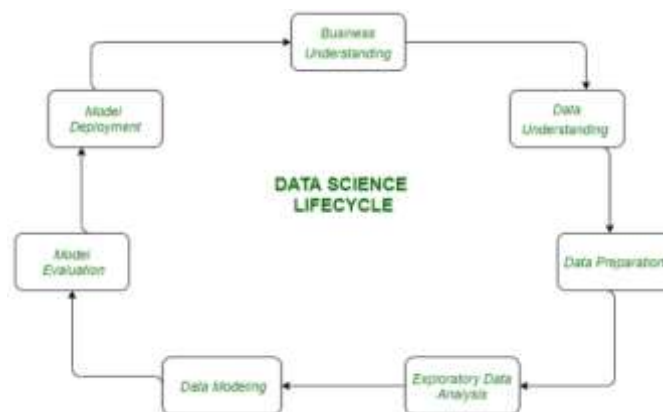 Business
Understanding
Data
Understanding
Data Preparation
Exploratory Data
Analysis
Data Modeling
Model
Evaluation
Model
Deployment
DATA SCIENCE
LIFECYCLE